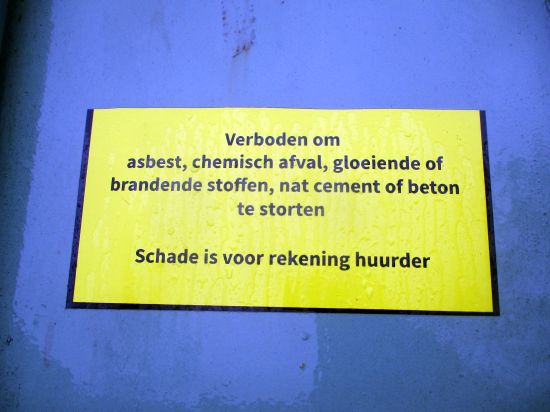 Verboden om
asbest, chemisch afval, gloeiende of
brandende stoffen, nat cement of beton
te storten
Schade is voor rekening huurder